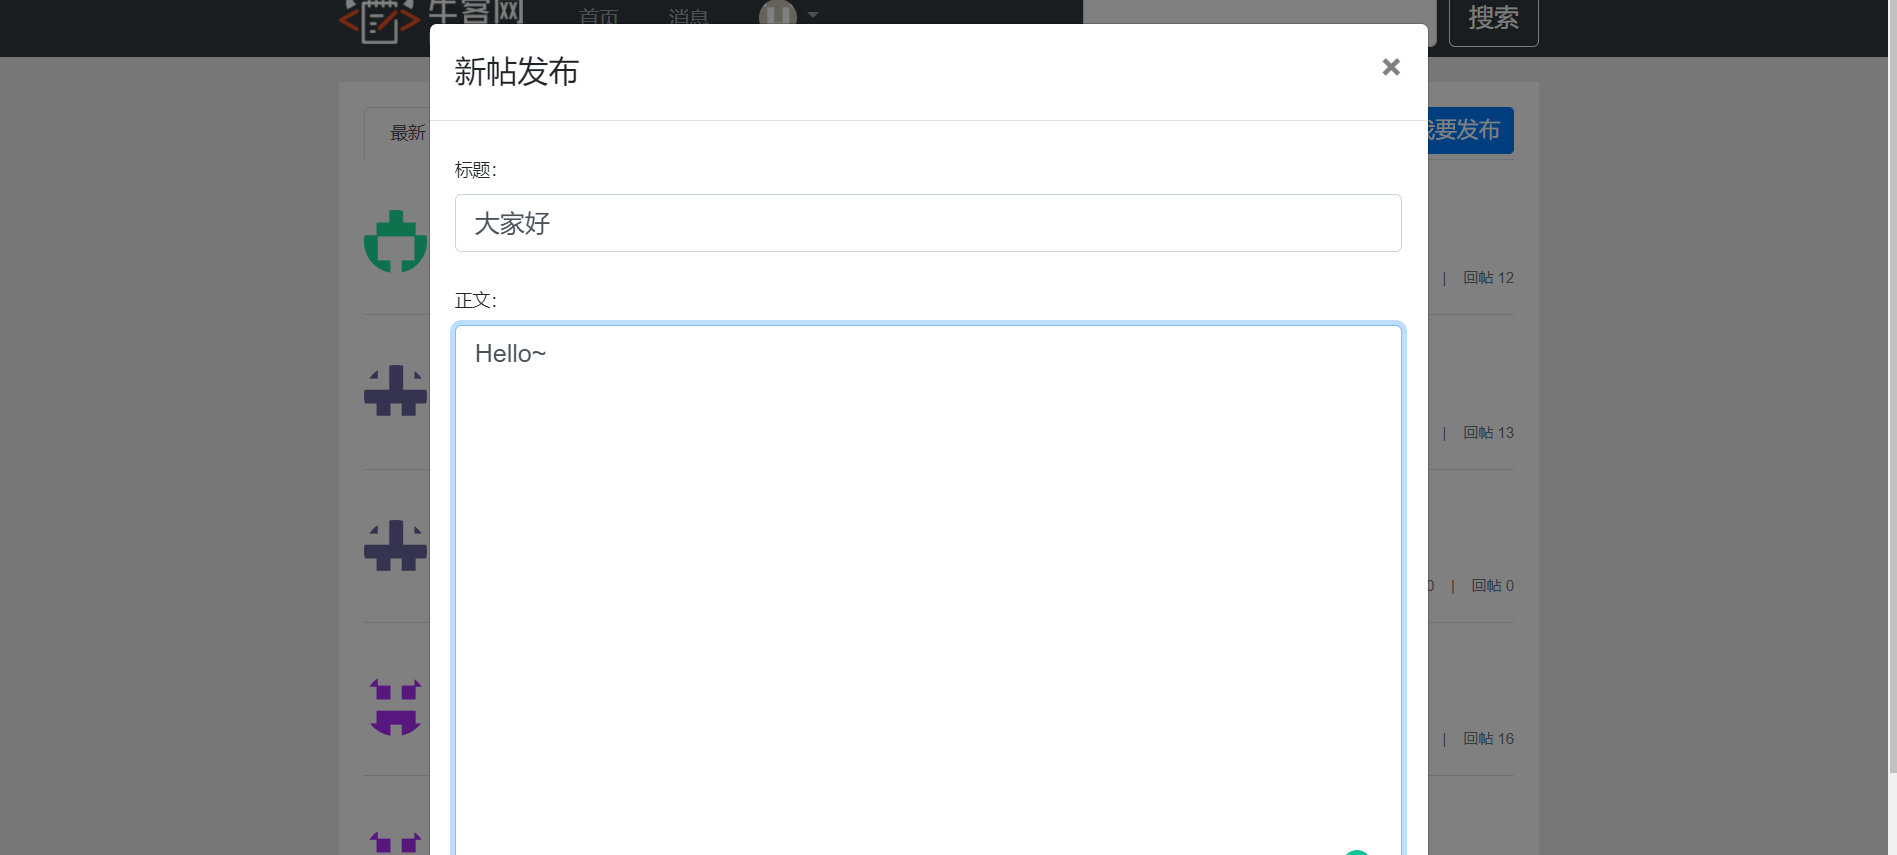 牛客网
首页
消息
搜索
新帖发布
×
最新
我要发布
标题：
大家好
| 回帖 12
正文：
Hello~
| 回帖 13
0 | 回帖 0
| 回帖 16